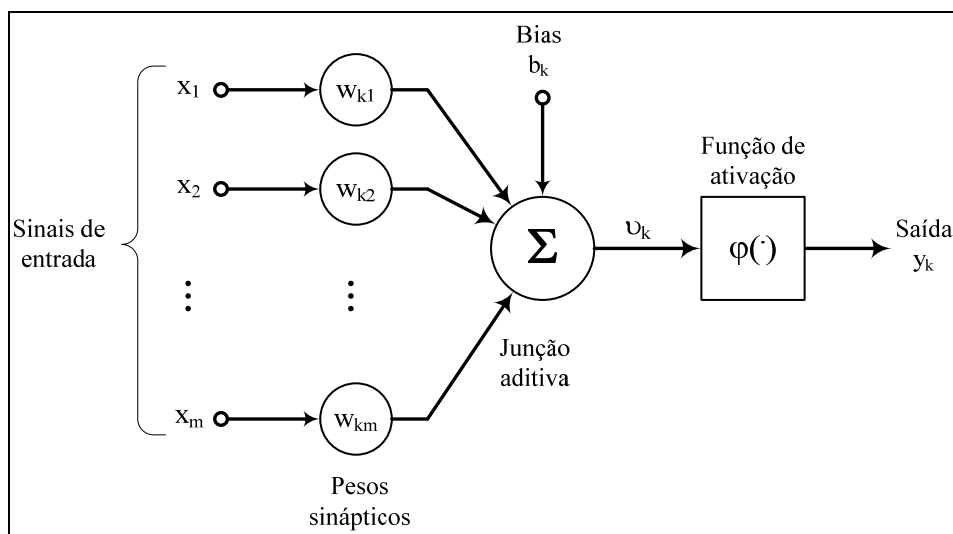 Bias
b_k
x_1
w_k1
x_2
w_k2
Sinais de
entrada
Σ
υ_k
Função de
ativação
φ(·)
Saída
y_k
Junção
aditiva
x_m
w_km
Pesos
sinápticos